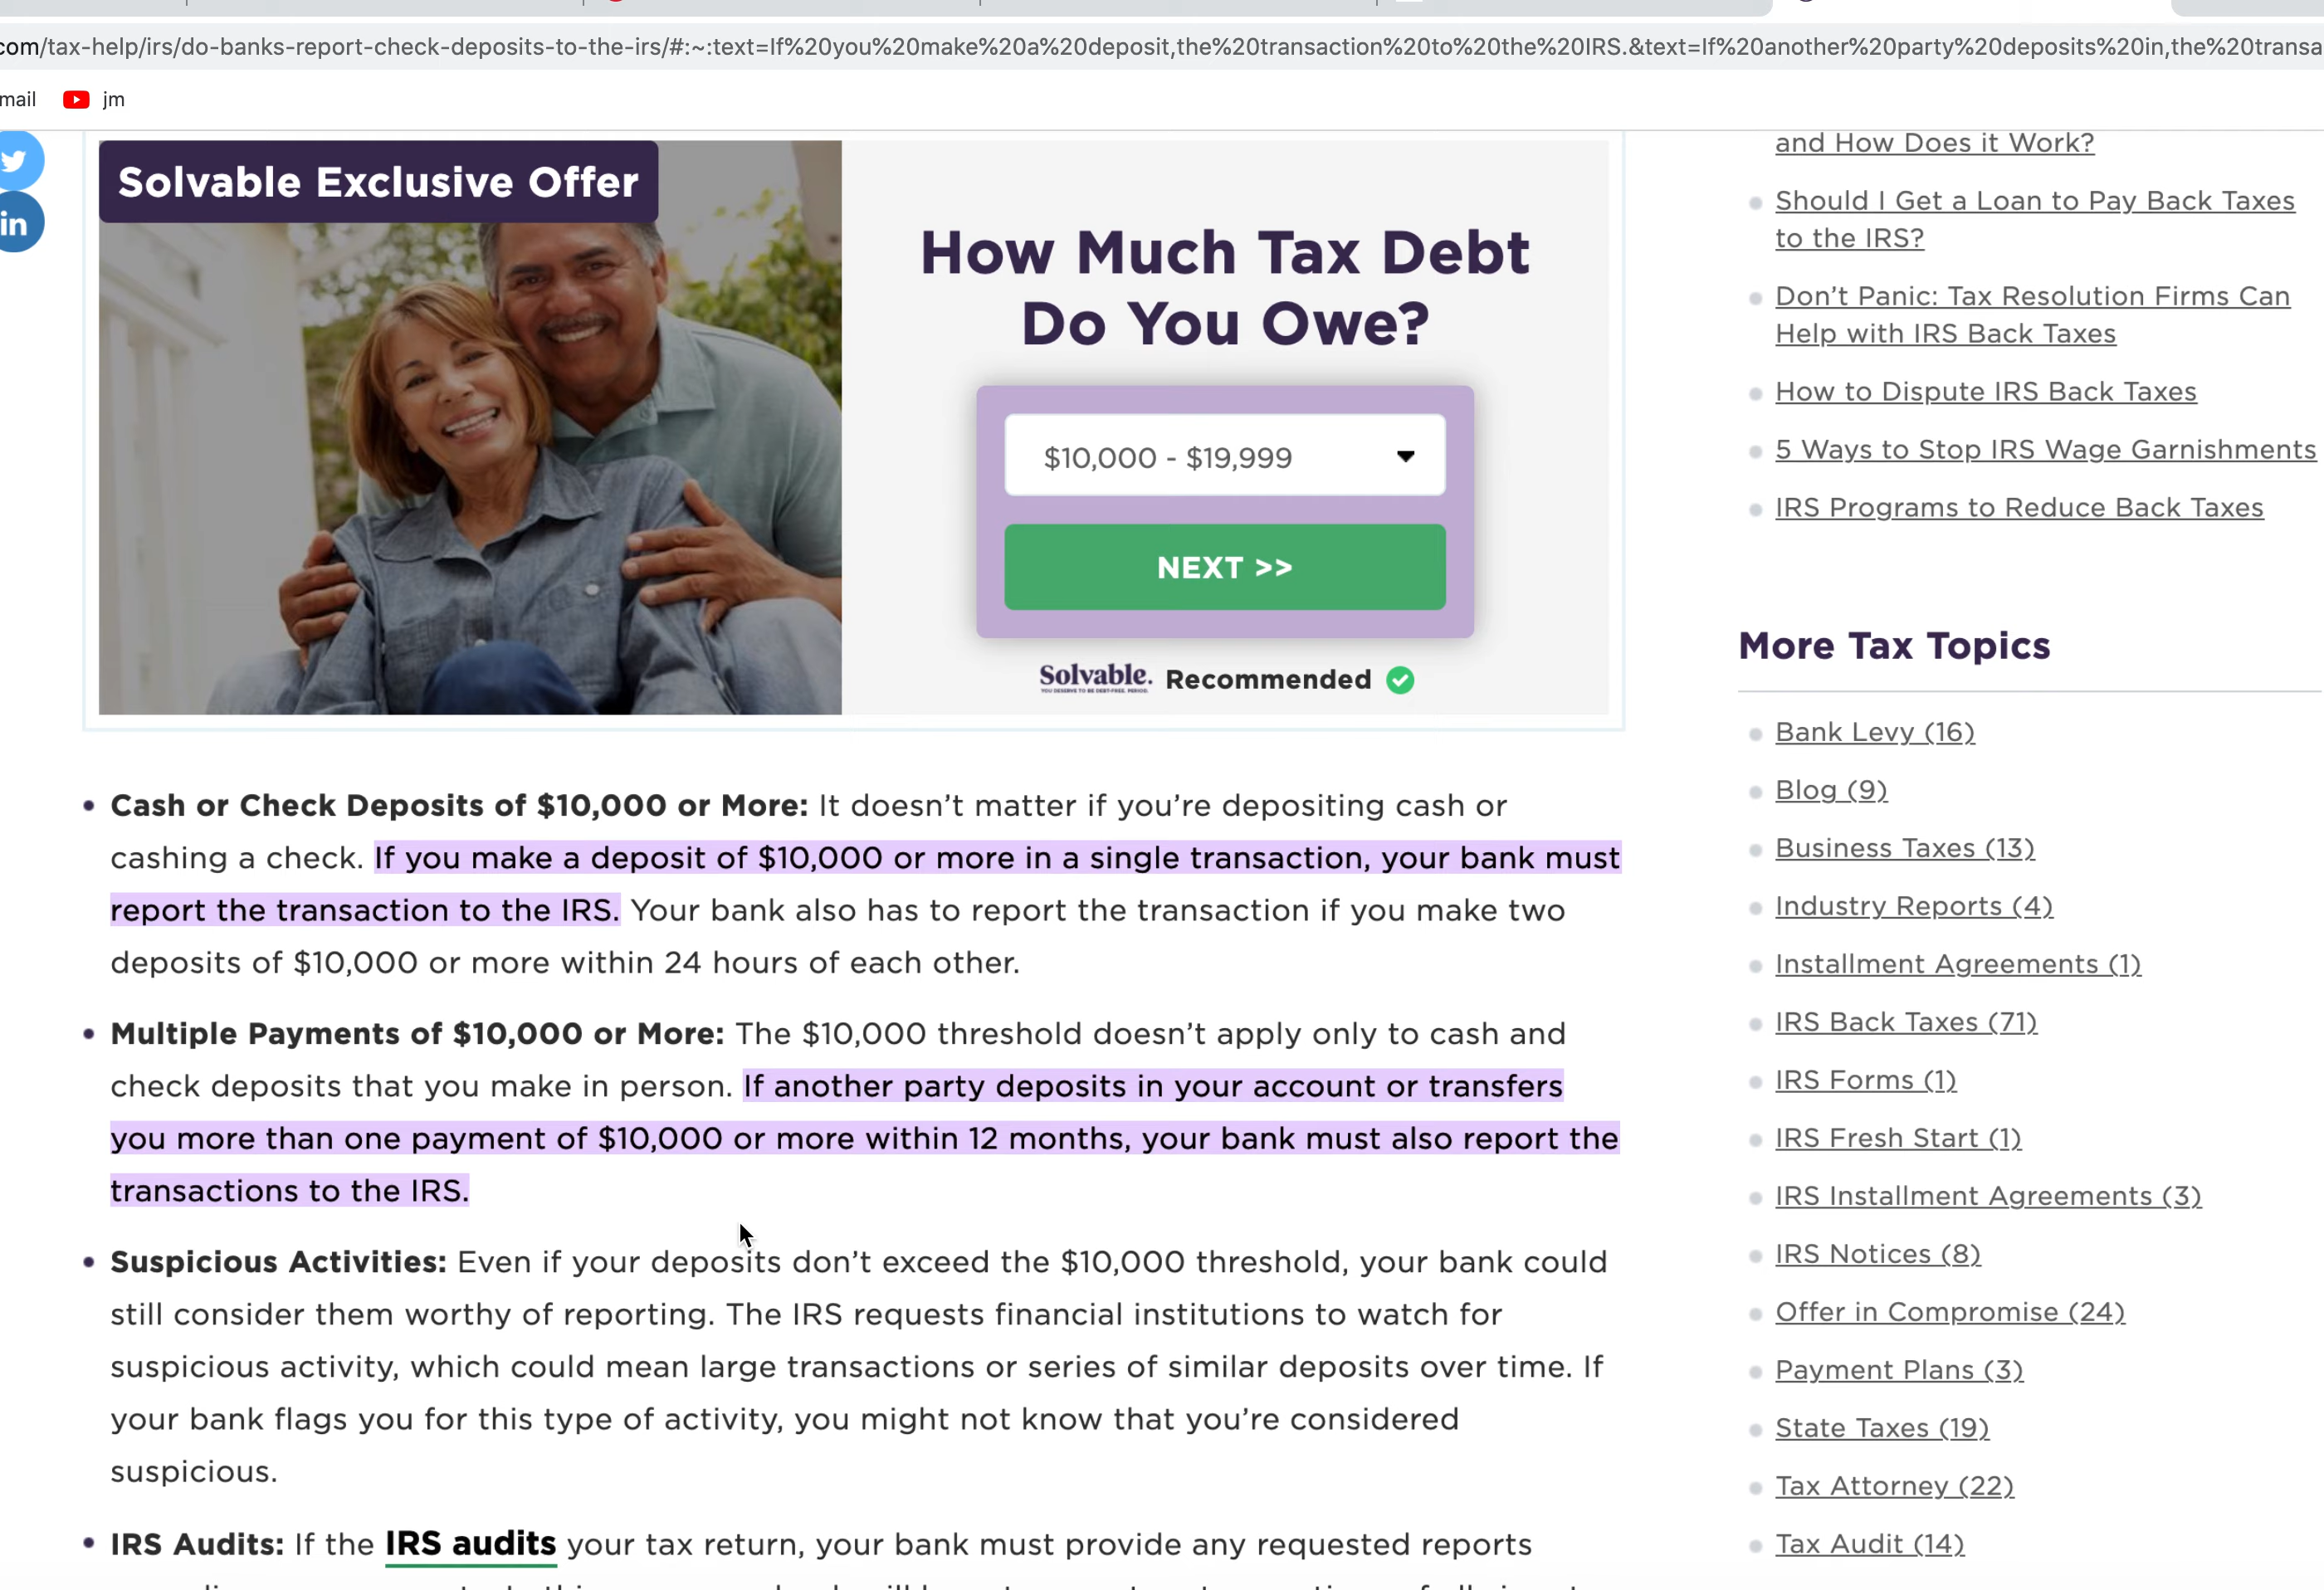 com/tax-help/irs/do-banks-report-check-deposits-to-the-irs/#:~:text=If%20you%20make%20a%20deposit,the%20transaction%20to%20the%20IRS.&text=If%20another%20party%20deposits%20in,the%20transa
mail
jm
in
Solvable Exclusive Offer
How Much Tax Debt
Do You Owe?
$10,000 - $19,999
NEXT >>
Solvable.
YOU DESERVE TO BE DEBT-FREE. PERIOD.
Recommended
• Cash or Check Deposits of $10,000 or More: It doesn’t matter if you’re depositing cash or
cashing a check. If you make a deposit of $10,000 or more in a single transaction, your bank must
report the transaction to the IRS. Your bank also has to report the transaction if you make two
deposits of $10,000 or more within 24 hours of each other.
• Multiple Payments of $10,000 or More: The $10,000 threshold doesn’t apply only to cash and
check deposits that you make in person. If another party deposits in your account or transfers
you more than one payment of $10,000 or more within 12 months, your bank must also report the
transactions to the IRS.
• Suspicious Activities: Even if your deposits don’t exceed the $10,000 threshold, your bank could
still consider them worthy of reporting. The IRS requests financial institutions to watch for
suspicious activity, which could mean large transactions or series of similar deposits over time. If
your bank flags you for this type of activity, you might not know that you’re considered
suspicious.
• IRS Audits: If the IRS audits your tax return, your bank must provide any requested reports
and How Does it Work?
Should I Get a Loan to Pay Back Taxes
to the IRS?
Don’t Panic: Tax Resolution Firms Can
Help with IRS Back Taxes
How to Dispute IRS Back Taxes
5 Ways to Stop IRS Wage Garnishments
IRS Programs to Reduce Back Taxes
More Tax Topics
Bank Levy (16)
Blog (9)
Business Taxes (13)
Industry Reports (4)
Installment Agreements (1)
IRS Back Taxes (71)
IRS Forms (1)
IRS Fresh Start (1)
IRS Installment Agreements (3)
IRS Notices (8)
Offer in Compromise (24)
Payment Plans (3)
State Taxes (19)
Tax Attorney (22)
Tax Audit (14)